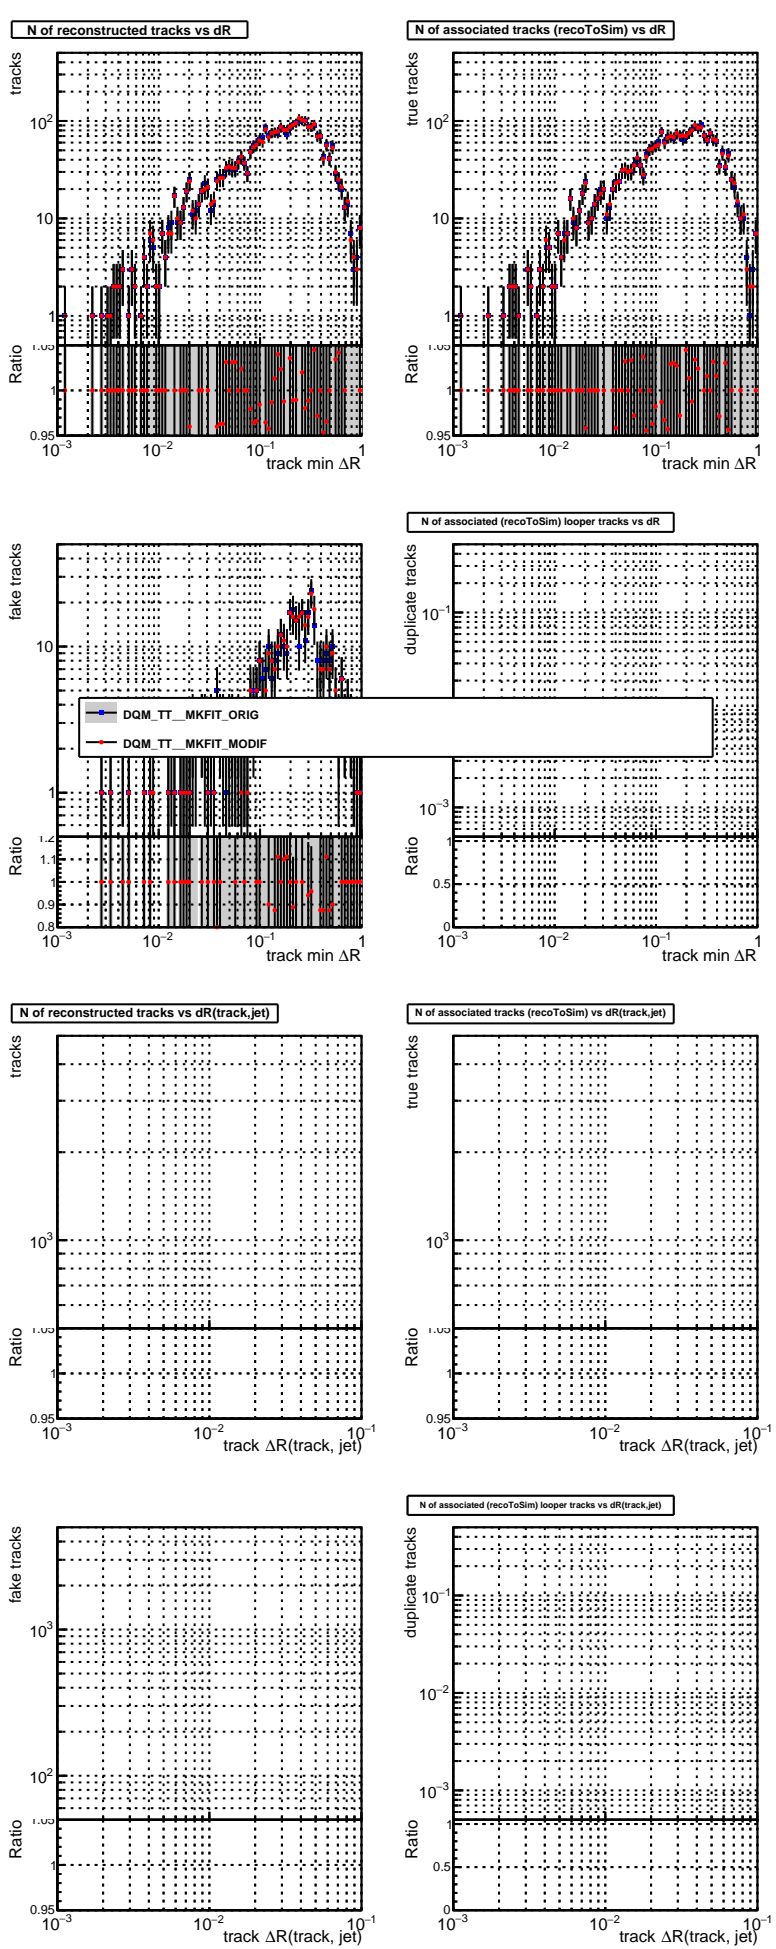 N of reconstructed tracks vs dR
tracks
10²
10
1
1.05
Ratio
1
0.95
10⁻³
10⁻²
10⁻¹
1
track min ΔR
N of associated tracks (recoToSim) vs dR
true tracks
10²
10
1
1.05
Ratio
1
0.95
10⁻³
10⁻²
10⁻¹
1
track min ΔR
fake tracks
10
1
1.2
Ratio
1.1
1
0.9
0.8
10⁻³
10⁻²
10⁻¹
1
track min ΔR
N of associated (recoToSim) looper tracks vs dR
duplicate tracks
10⁻¹
10⁻³
Ratio
1
0.5
0
10⁻³
10⁻²
10⁻¹
1
track min ΔR
DQM_TT__MKFIT_ORIG
DQM_TT__MKFIT_MODIF
N of reconstructed tracks vs dR(track,jet)
tracks
10³
1.05
Ratio
1
0.95
10⁻³
10⁻²
10⁻¹
track ΔR(track, jet)
N of associated tracks (recoToSim) vs dR(track,jet)
true tracks
10³
1.05
Ratio
1
0.95
10⁻³
10⁻²
10⁻¹
track ΔR(track, jet)
fake tracks
10³
10²
1.05
Ratio
1
0.95
10⁻³
10⁻²
10⁻¹
track ΔR(track, jet)
N of associated (recoToSim) looper tracks vs dR(track,jet)
duplicate tracks
10⁻¹
10⁻²
10⁻³
Ratio
1
0.5
0
10⁻³
10⁻²
10⁻¹
track ΔR(track, jet)